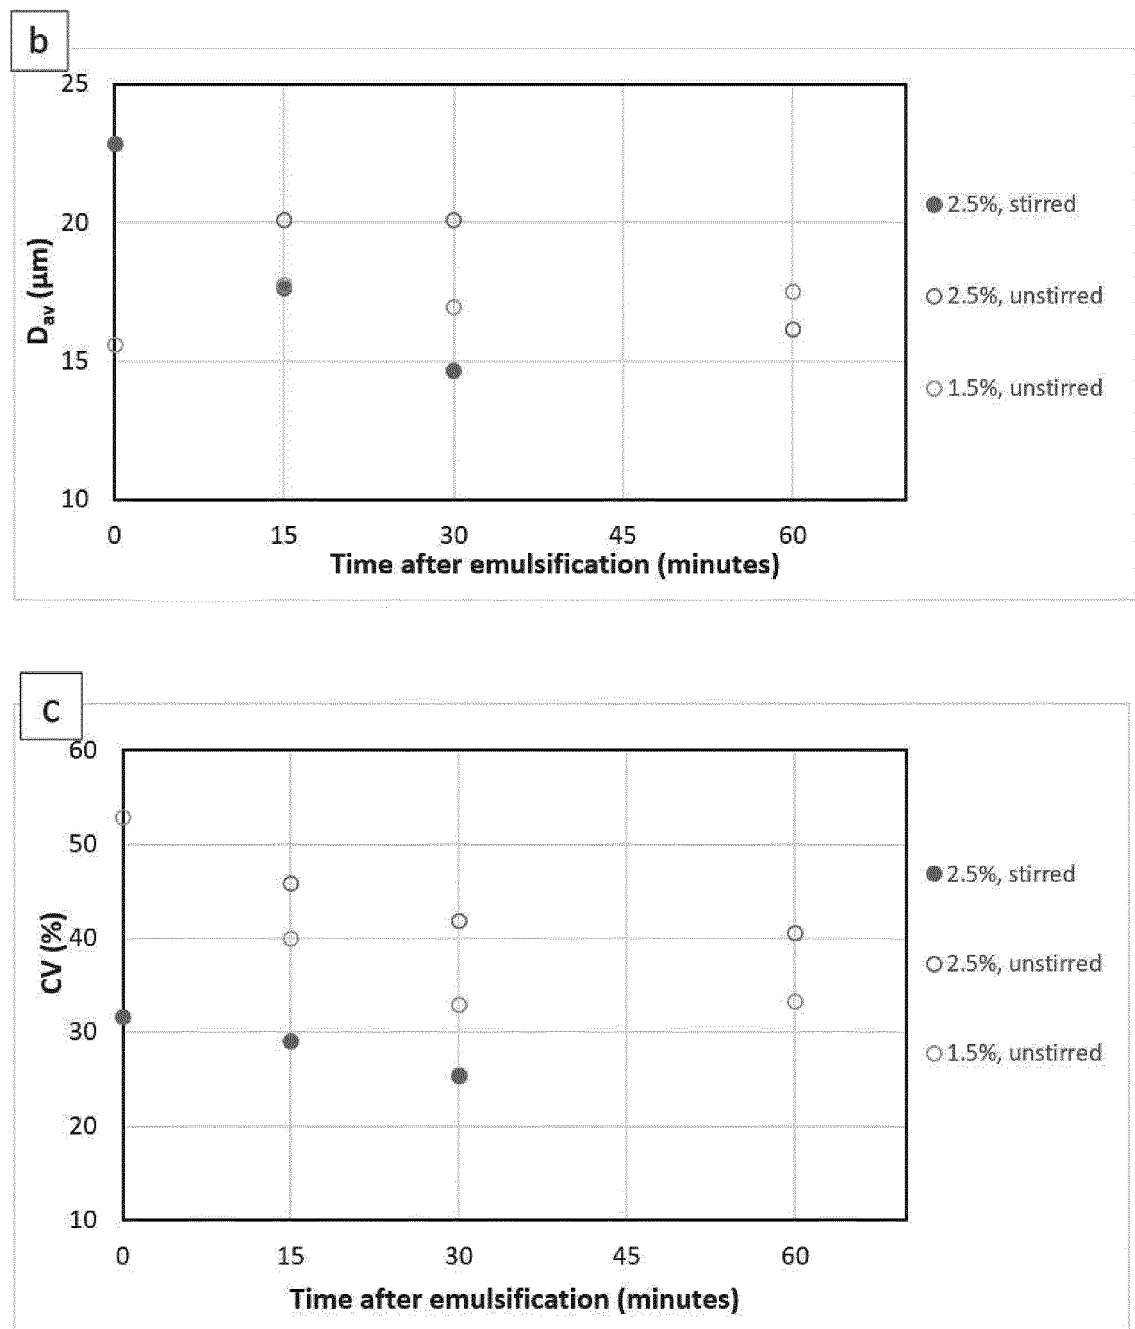 b
25
20
15
10
D_av (μm)
0 15 30 45 60
Time after emulsification (minutes)
2.5%, stirred
2.5%, unstirred
1.5%, unstirred
c
60
50
40
30
20
10
CV (%)
0 15 30 45 60
Time after emulsification (minutes)
2.5%, stirred
2.5%, unstirred
1.5%, unstirred